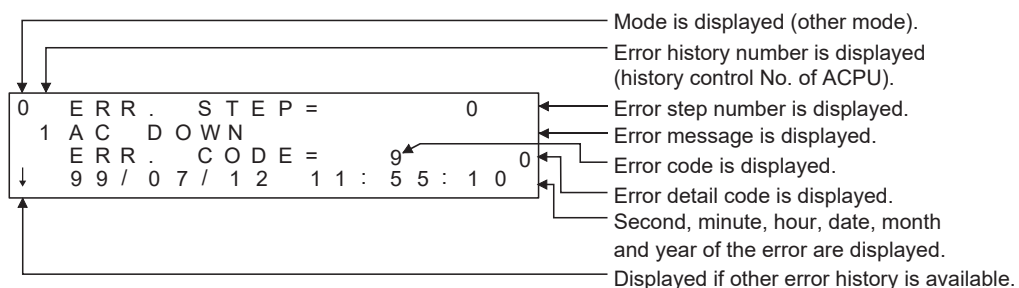 Mode is displayed (other mode).
Error history number is displayed
(history control No. of ACPU).
0 ERR. STEP= 0
Error step number is displayed.
1 AC DOWN
Error message is displayed.
ERR. CODE= 9 0
Error code is displayed.
↓ 99/07/12 11:55:10
Error detail code is displayed.
Second, minute, hour, date, month
and year of the error are displayed.
Displayed if other error history is available.